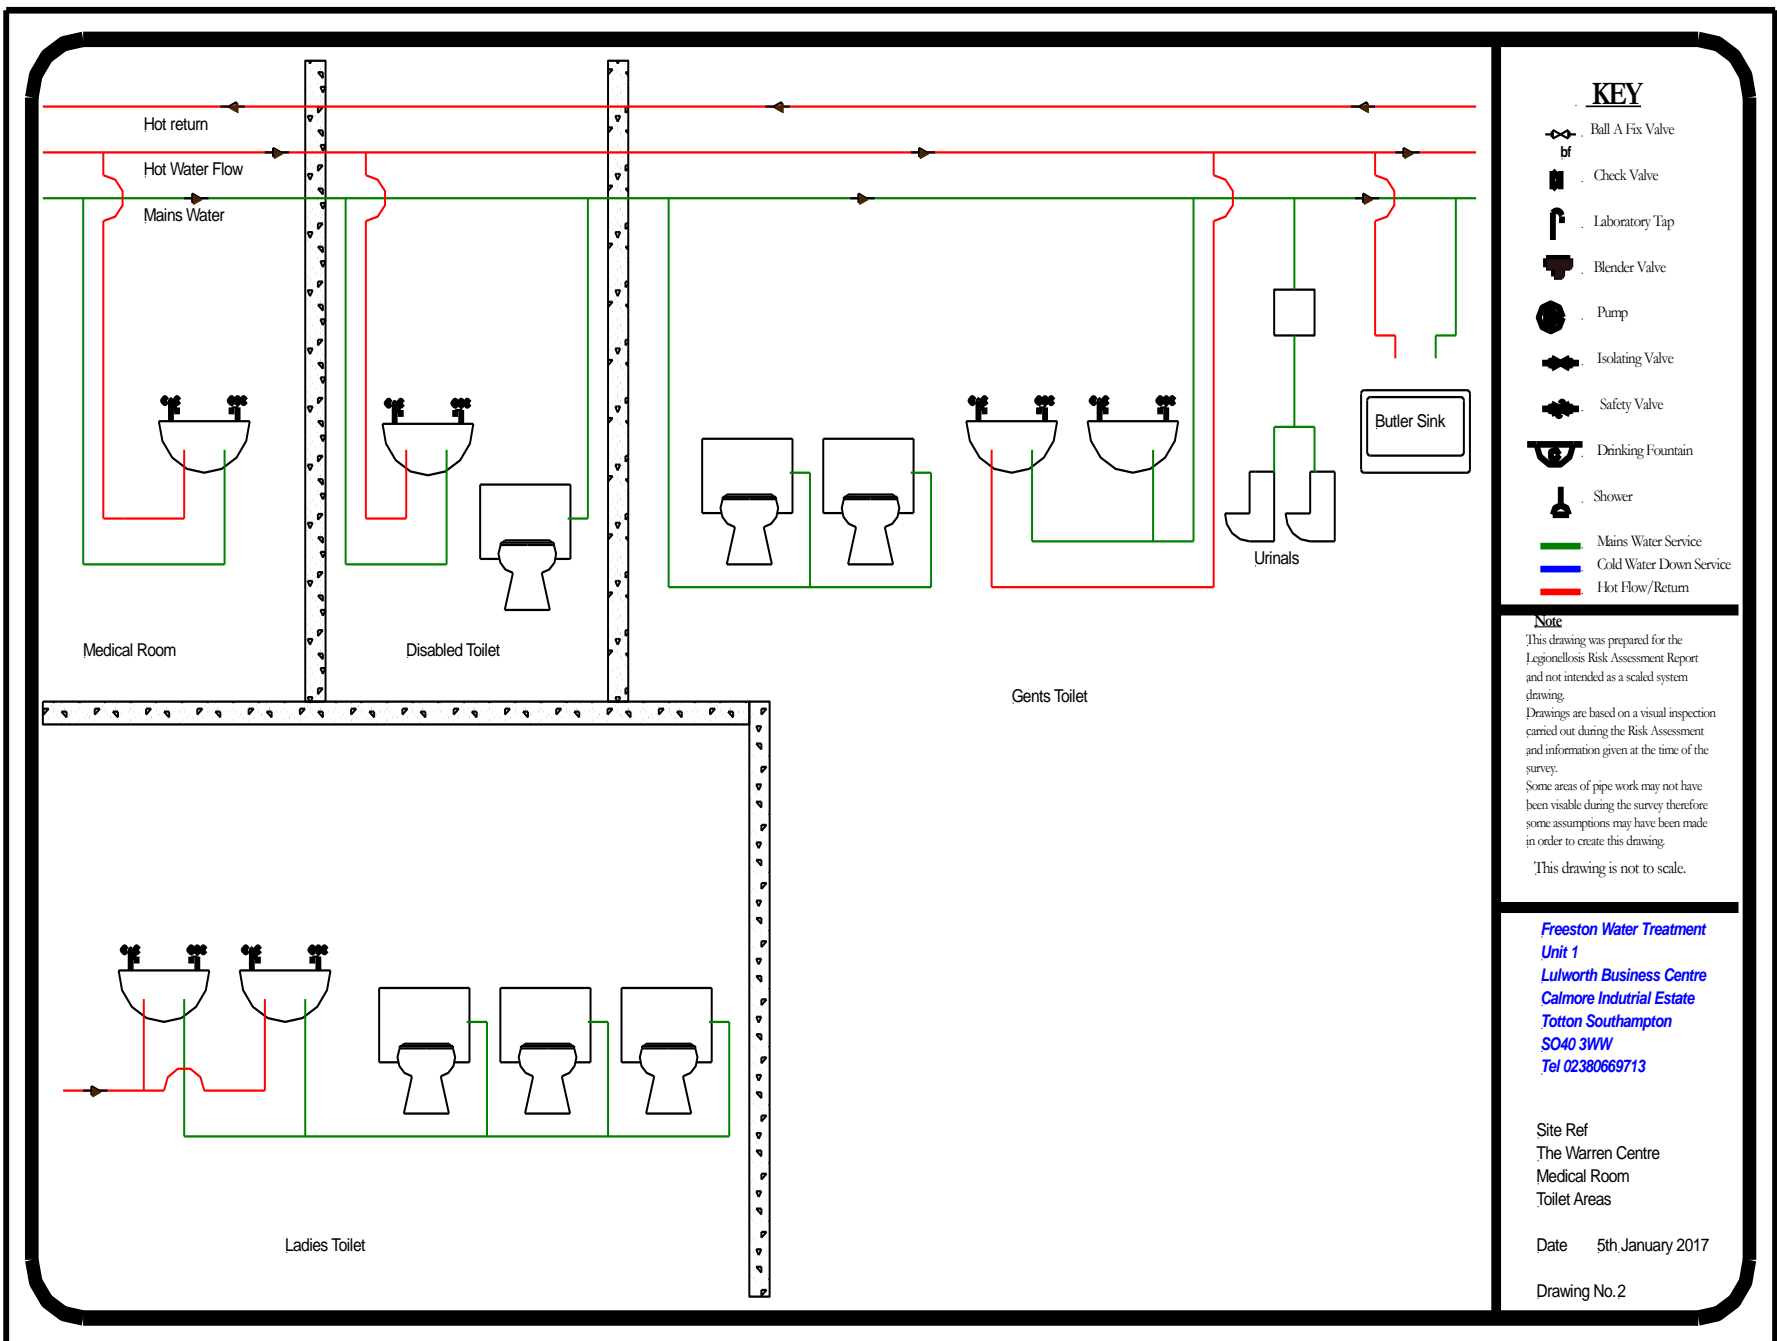 Hot return
Hot Water Flow
Mains Water
Butler Sink
Urinals
Medical Room
Disabled Toilet
Gents Toilet
Ladies Toilet
KEY
Ball A Fix Valve
bf
Check Valve
Laboratory Tap
Blender Valve
Pump
Isolating Valve
Safety Valve
Drinking Fountain
Shower
Mains Water Service
Cold Water Down Service
Hot Flow/Return
Note
This drawing was prepared for the
Legionellosis Risk Assessment Report
and not intended as a scaled system
drawing.
Drawings are based on a visual inspection
carried out during the Risk Assessment
and information given at the time of the
survey.
Some areas of pipe work may not have
been visable during the survey therefore
some assumptions may have been made
in order to create this drawing.
This drawing is not to scale.
Freeston Water Treatment
Unit 1
Lulworth Business Centre
Calmore Indutrial Estate
Totton Southampton
SO40 3WW
Tel 02380669713
Site Ref
The Warren Centre
Medical Room
Toilet Areas
Date 5th January 2017
Drawing No. 2